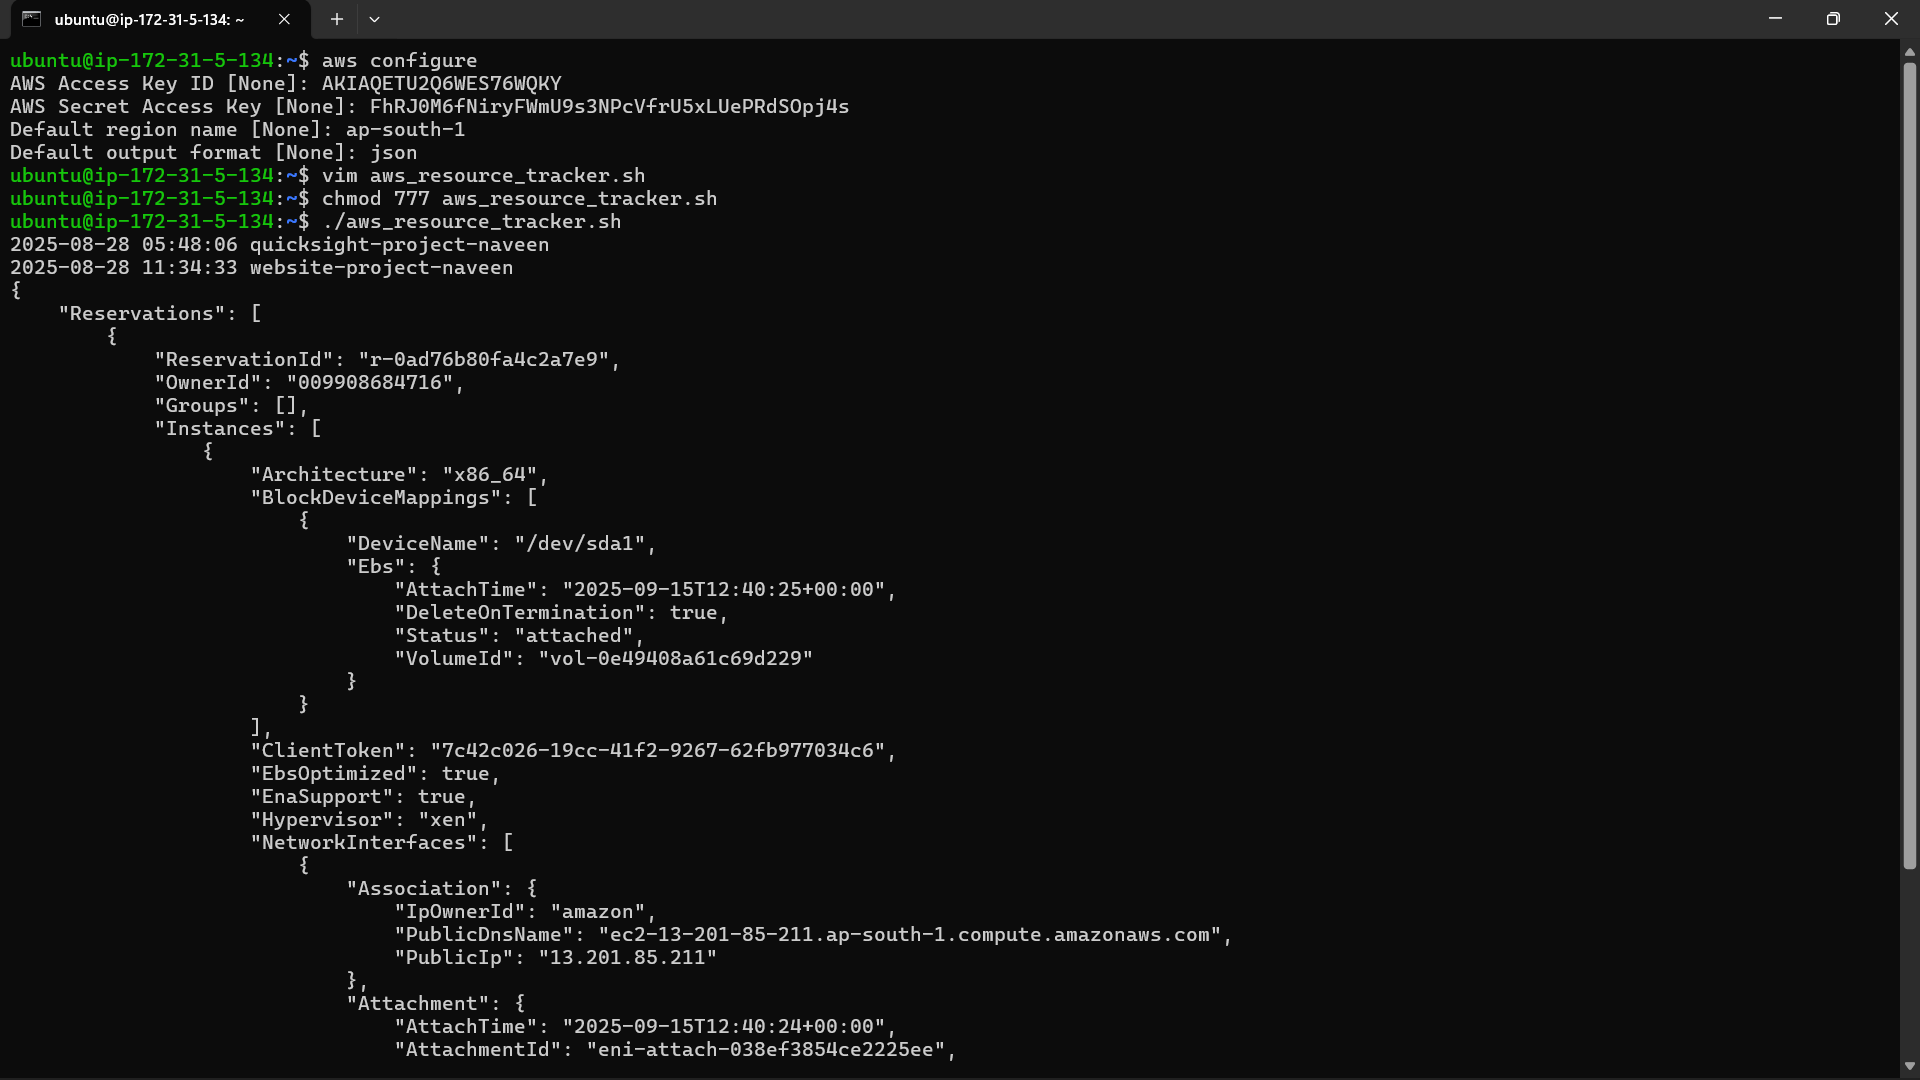 ubuntu@ip-172-31-5-134: ~
ubuntu@ip-172-31-5-134:~$ aws configure
AWS Access Key ID [None]: AKIAQETU2Q6WES76WQKY
AWS Secret Access Key [None]: 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
Default region name [None]: ap-south-1
Default output format [None]: json
ubuntu@ip-172-31-5-134:~$ vim aws_resource_tracker.sh
ubuntu@ip-172-31-5-134:~$ chmod 777 aws_resource_tracker.sh
ubuntu@ip-172-31-5-134:~$ ./aws_resource_tracker.sh
2025-08-28 05:48:06 quicksight-project-naveen
2025-08-28 11:34:33 website-project-naveen
{
    "Reservations": [
        {
            "ReservationId": "r-0ad76b80fa4c2a7e9",
            "OwnerId": "009908684716",
            "Groups": [],
            "Instances": [
                {
                    "Architecture": "x86_64",
                    "BlockDeviceMappings": [
                        {
                            "DeviceName": "/dev/sda1",
                            "Ebs": {
                                "AttachTime": "2025-09-15T12:40:25+00:00",
                                "DeleteOnTermination": true,
                                "Status": "attached",
                                "VolumeId": "vol-0e49408a61c69d229"
                            }
                        }
                    ],
                    "ClientToken": "7c42c026-19cc-41f2-9267-62fb977034c6",
                    "EbsOptimized": true,
                    "EnaSupport": true,
                    "Hypervisor": "xen",
                    "NetworkInterfaces": [
                        {
                            "Association": {
                                "IpOwnerId": "amazon",
                                "PublicDnsName": "ec2-13-201-85-211.ap-south-1.compute.amazonaws.com",
                                "PublicIp": "13.201.85.211"
                            },
                            "Attachment": {
                                "AttachTime": "2025-09-15T12:40:24+00:00",
                                "AttachmentId": "eni-attach-038ef3854ce2225ee",